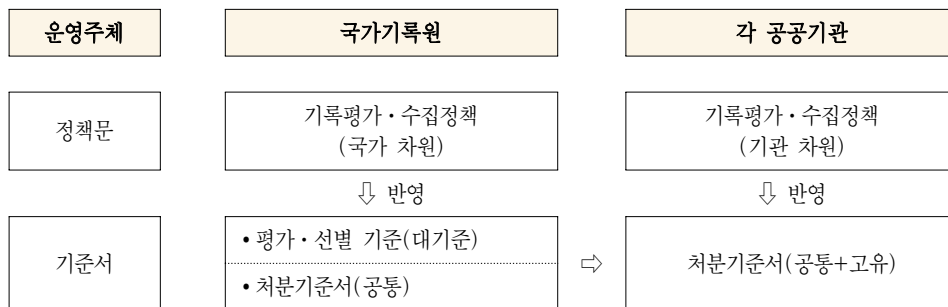 운영주체
국가기록원
각 공공기관
정책문
기록평가・수집정책
(국가 차원)
기록평가・수집정책
(기관 차원)
⇩ 반영
⇩ 반영
기준서
• 평가・선별 기준(대기준)
• 처분기준서(공통)
⇨
처분기준서(공통+고유)